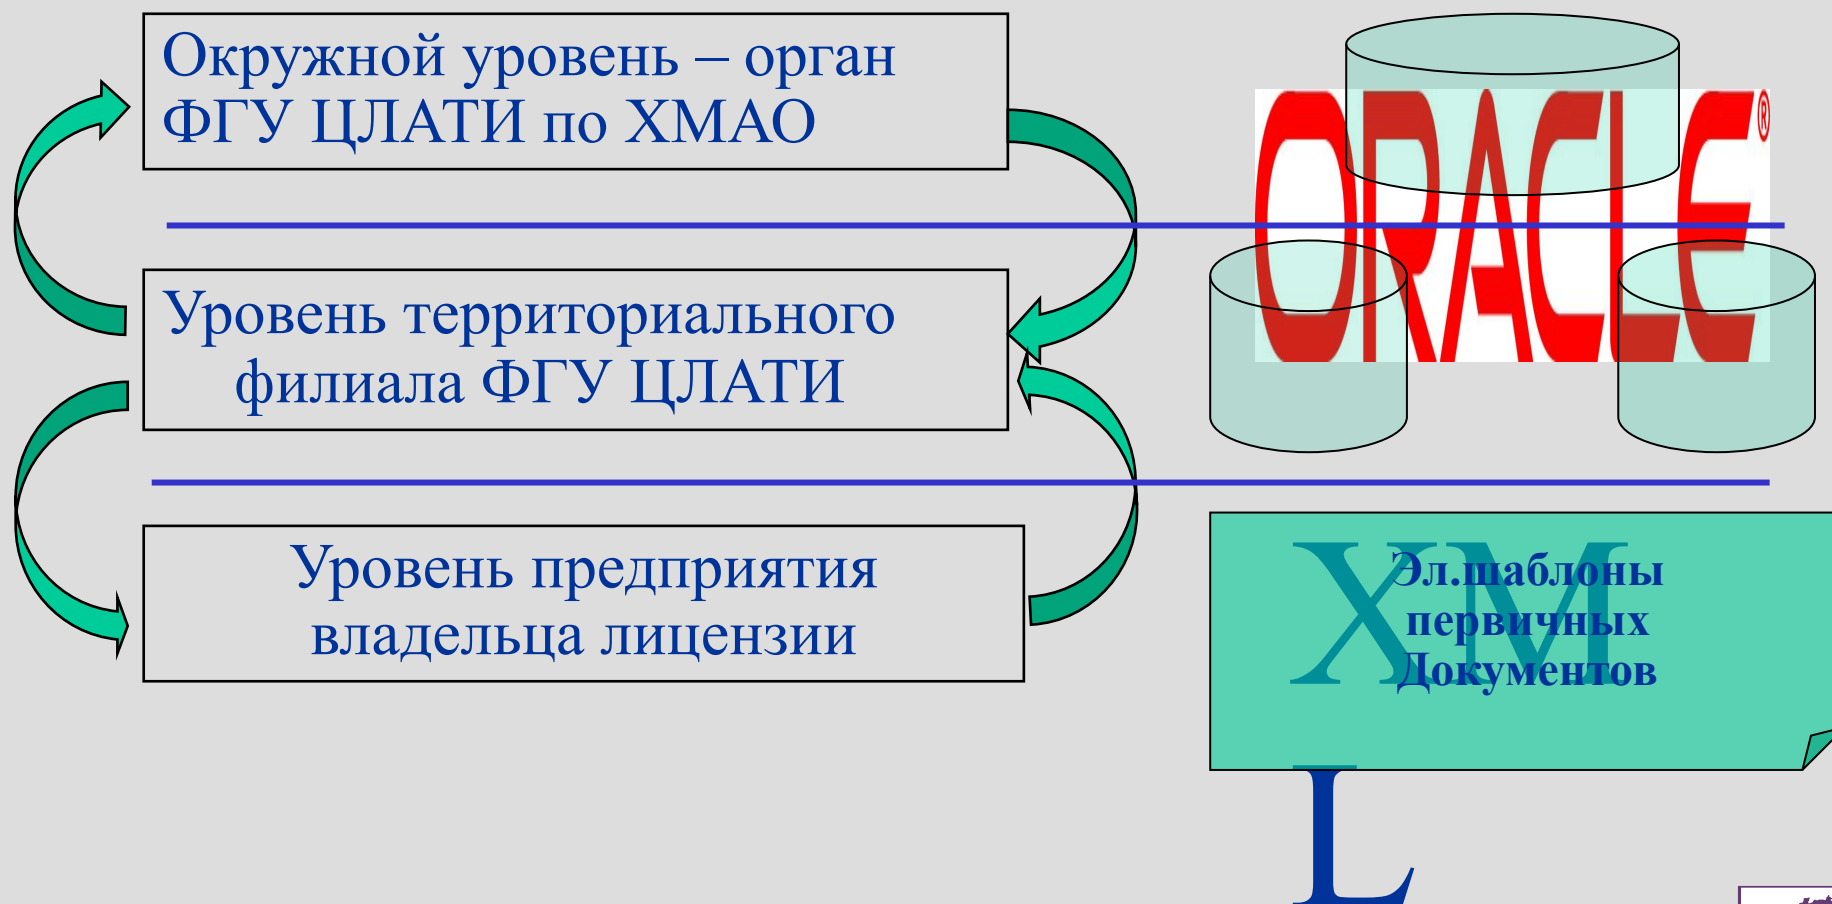 Окружной уровень – орган
ФГУ ЦЛАТИ по ХМАО
ORACLE®
Уровень территориального
филиала ФГУ ЦЛАТИ
Уровень предприятия
владельца лицензии
XM
L
Эл.шаблоны
первичных
Документов